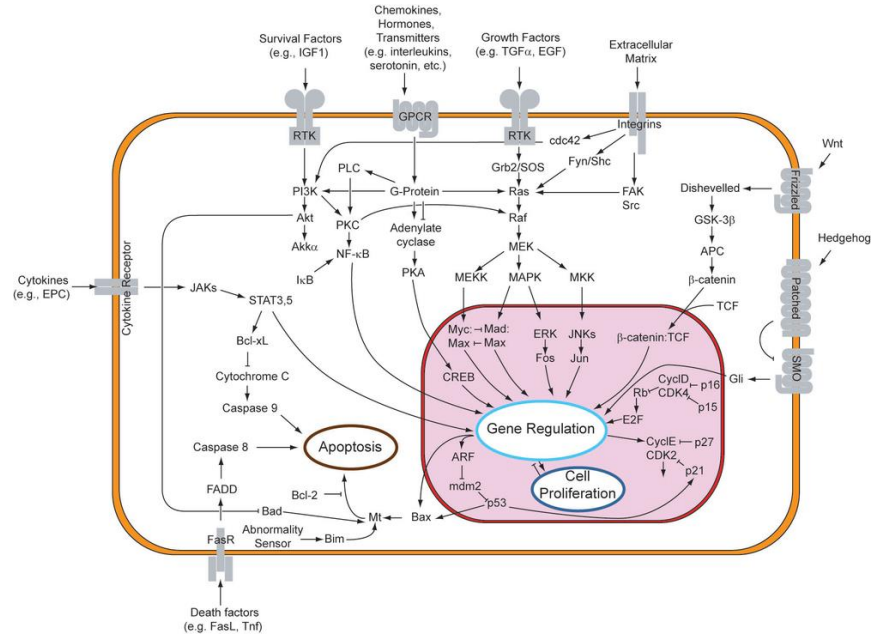 Chemokines,
Hormones,
Transmitters
(e.g. interleukins,
serotonin, etc.)
Survival Factors
(e.g., IGF1)
Growth Factors
(e.g. TGFα, EGF)
Extracellular
Matrix
RTK
GPCR
RTK
Integrins
cdc42
Grb2/SOS
Fyn/Shc
Wnt
Frizzled
PLC
PI3K
G-Protein
Ras
FAK
Src
Dishevelled
Akt
PKC
Raf
GSK-3β
Akkα
Adenylate
cyclase
MEK
APC
Hedgehog
NF-κB
IκB
PKA
MEKK
MAPK
MKK
β-catenin
TCF
Patched
Cytokines
(e.g., EPC)
Cytokine Receptor
JAKs
STAT3,5
Myc:
Max
Mad:
Max
ERK
Fos
JNKs
Jun
β-catenin:TCF
Bcl-xL
Cytochrome C
Caspase 9
CREB
CyclD
CDK4
p16
p15
Rb
E2F
Gli
SMO
Gene Regulation
Caspase 8
Apoptosis
ARF
mdm2
p53
CyclE
CDK2
p27
p21
Cell
Proliferation
FADD
Bcl-2
Bad
Mt
Bax
FasR
Abnormality
Sensor
Bim
Death factors
(e.g. FasL, Tnf)